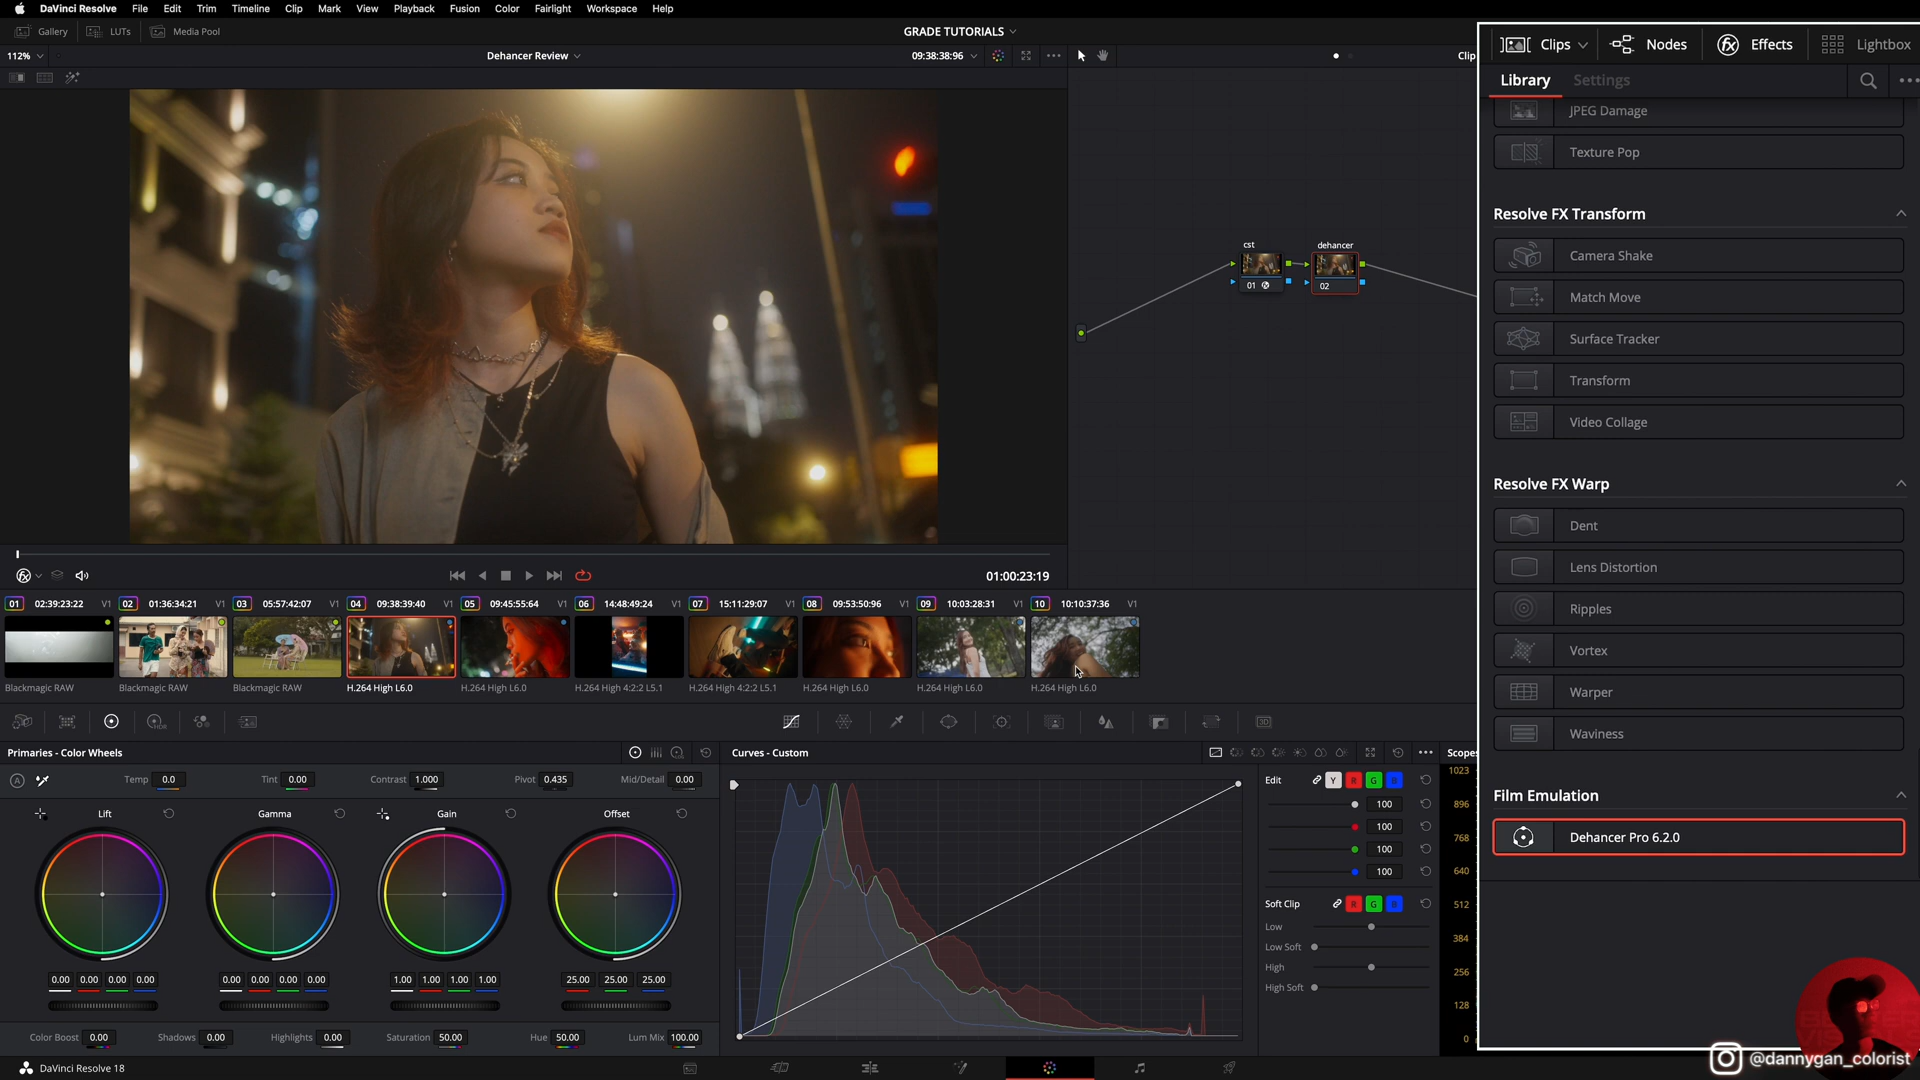 DaVinci Resolve File Edit Trim Timeline Clip Mark View Playback Fusion Color Fairlight Workspace Help
Gallery LUTs Media Pool GRADE TUTORIALS
Clips Nodes Effects Lightbox
112% Dehancer Review 09:38:38:96 Clip
Library Settings
JPEG Damage
Texture Pop
Resolve FX Transform
Camera Shake
Match Move
Surface Tracker
Transform
Video Collage
Resolve FX Warp
Dent
Lens Distortion
Ripples
Vortex
Warper
Waviness
Film Emulation
Dehancer Pro 6.2.0
cst dehancer
01 02
01:00:23:19
01 02:39:23:22 V1 02 01:36:34:21 V1 03 05:57:42:07 V1 04 09:38:39:40 V1 05 09:45:55:64 V1 06 14:48:49:24 V1 07 15:11:29:07 V1 08 09:53:50:96 V1 09 10:03:28:31 V1 10 10:10:37:36 V1
Blackmagic RAW Blackmagic RAW Blackmagic RAW H.264 High L6.0 H.264 High L6.0 H.264 High 4:2:2 L5.1 H.264 High 4:2:2 L5.1 H.264 High L6.0 H.264 High L6.0 H.264 High L6.0
Primaries - Color Wheels
Temp 0.0 Tint 0.00 Contrast 1.000 Pivot 0.435 Mid/Detail 0.00
Lift Gamma Gain Offset
0.00 0.00 0.00 0.00 0.00 0.00 0.00 0.00 1.00 1.00 1.00 1.00 25.00 25.00 25.00
Color Boost 0.00 Shadows 0.00 Highlights 0.00 Saturation 50.00 Hue 50.00 Lum Mix 100.00
Curves - Custom
Edit Y R G B
100
100
100
100
Soft Clip R G B
Low
Low Soft
High
High Soft
Scopes
1023
896
768
640
512
384
256
128
0
DaVinci Resolve 18
@dannygan_colorist